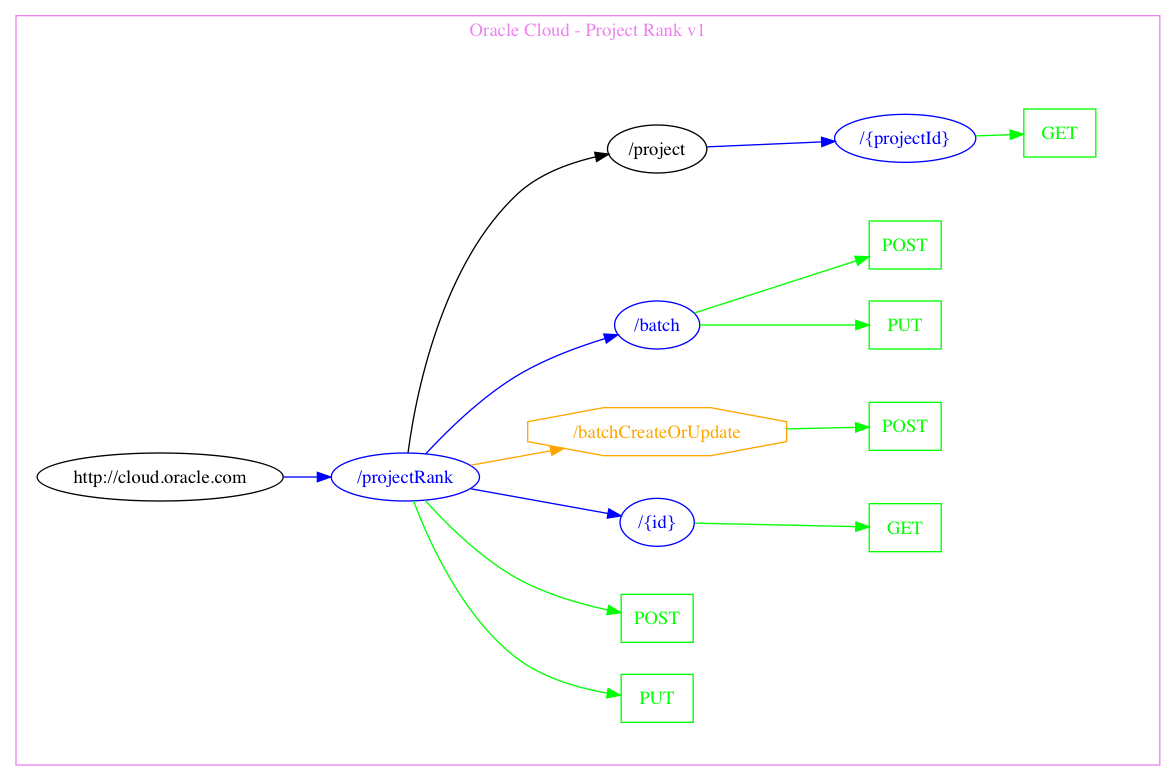 Oracle Cloud - Project Rank v1
/project
/{projectId}
GET
POST
/batch
PUT
/batchCreateOrUpdate
POST
http://cloud.oracle.com
/projectRank
/{id}
GET
POST
PUT